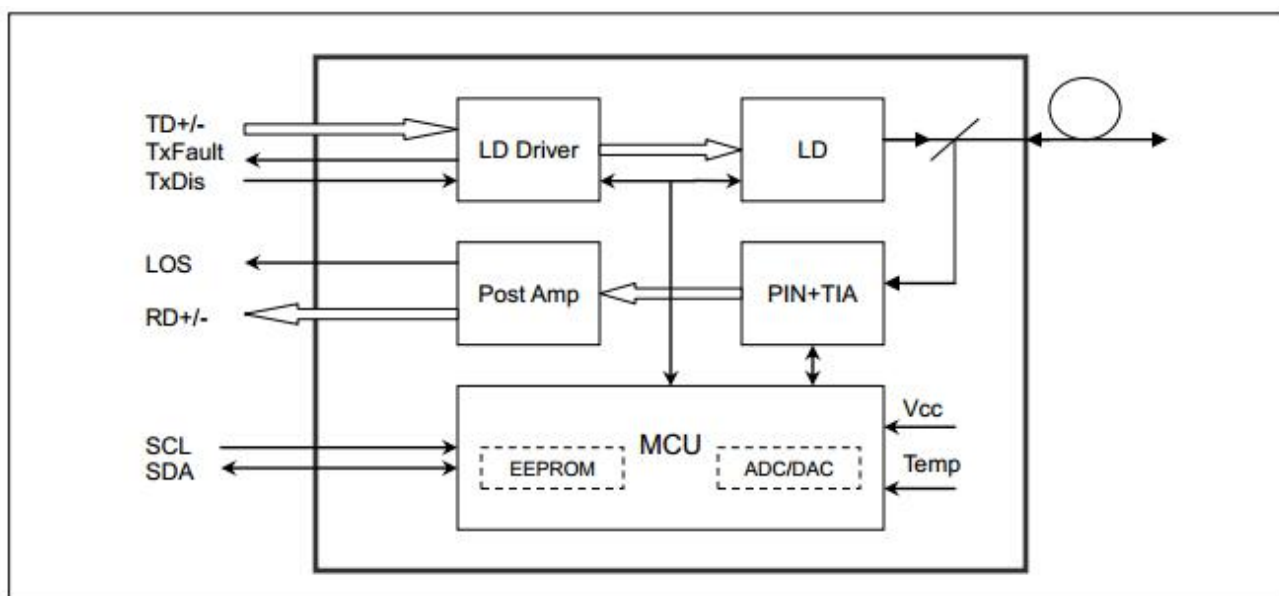 TD+/-
TxFault
TxDis
LD Driver
LD
LOS
RD+/-
Post Amp
PIN+TIA
SCL
SDA
MCU
EEPROM
ADC/DAC
Vcc
Temp